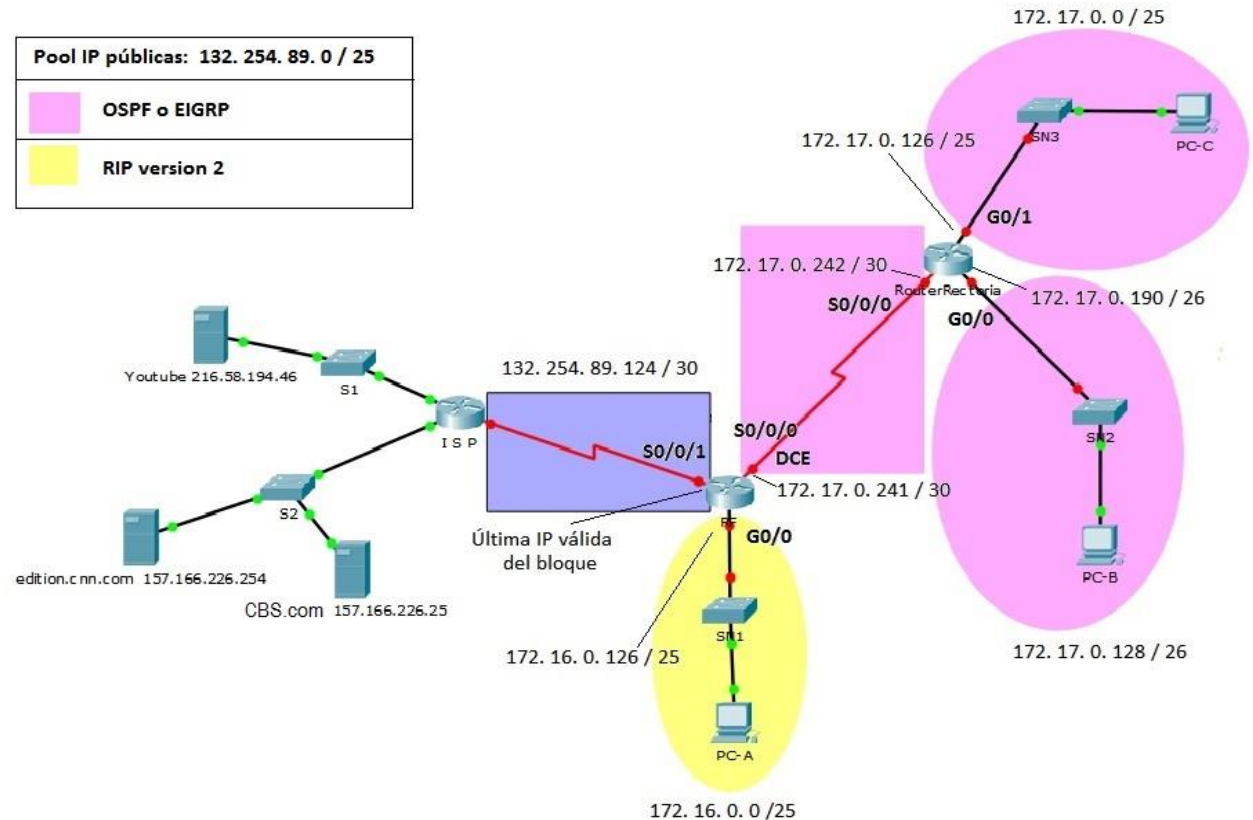 Pool IP públicas: 132. 254. 89. 0 / 25
OSPF o EIGRP
RIP version 2
172. 17. 0. 0 / 25
SN3
PC-C
172. 17. 0. 126 / 25
G0/1
172. 17. 0. 242 / 30
RouterRectoria
S0/0/0
172. 17. 0. 190 / 26
G0/0
Youtube 216.58.194.46
S1
132. 254. 89. 124 / 30
I S P
S0/0/1
S0/0/0
DCE
SN2
172. 17. 0. 241 / 30
S2
Última IP válida
del bloque
G0/0
PC-B
edition.cnn.com 157.166.226.254
CBS.com 157.166.226.25
SN1
172. 16. 0. 126 / 25
172. 17. 0. 128 / 26
PC-A
172. 16. 0. 0 /25